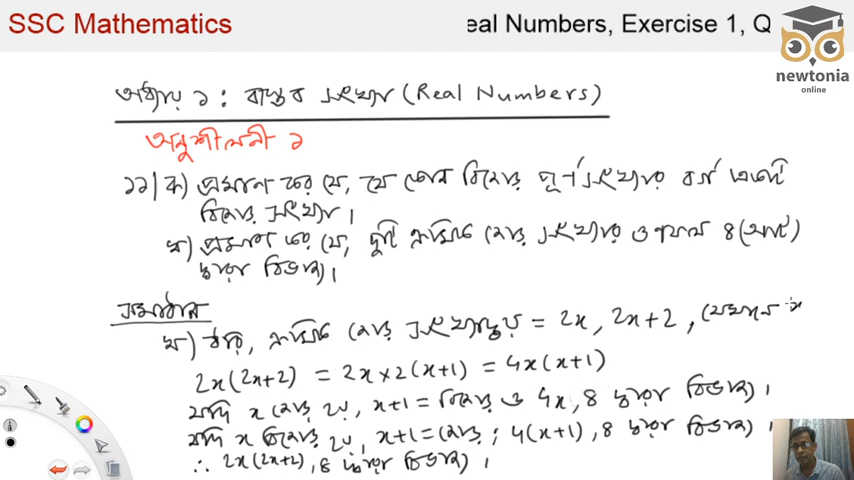 SSC Mathematics
eal Numbers, Exercise 1, Q
newtonia
online
অধ্যায় ১ : বাস্তব সংখ্যা (Real Numbers)
অনুশীলনী ১
১১। ক) প্রমাণ কর যে, যে কোন বিজোড় পূর্ণসংখ্যার বর্গ একটি
বিজোড় সংখ্যা।
খ) প্রমাণ কর যে, দুটি ক্রমিক জোড় সংখ্যার গুণফল ৪ (আট)
দ্বারা বিভাজ্য।
সমাধান
খ) ধরি, ক্রমিক জোড় সংখ্যাদ্বয় = 2x, 2x+2, (যেখানে x
2x(2x+2) = 2x×2(x+1) = 4x(x+1)
যদি x জোড় হয়, x+1 = বিজোড় ও 4x, 8 দ্বারা বিভাজ্য।
যদি x বিজোড় হয়, x+1 = জোড় ; 4(x+1), 8 দ্বারা বিভাজ্য।
∴ 2x(2x+2), 8 দ্বারা বিভাজ্য।